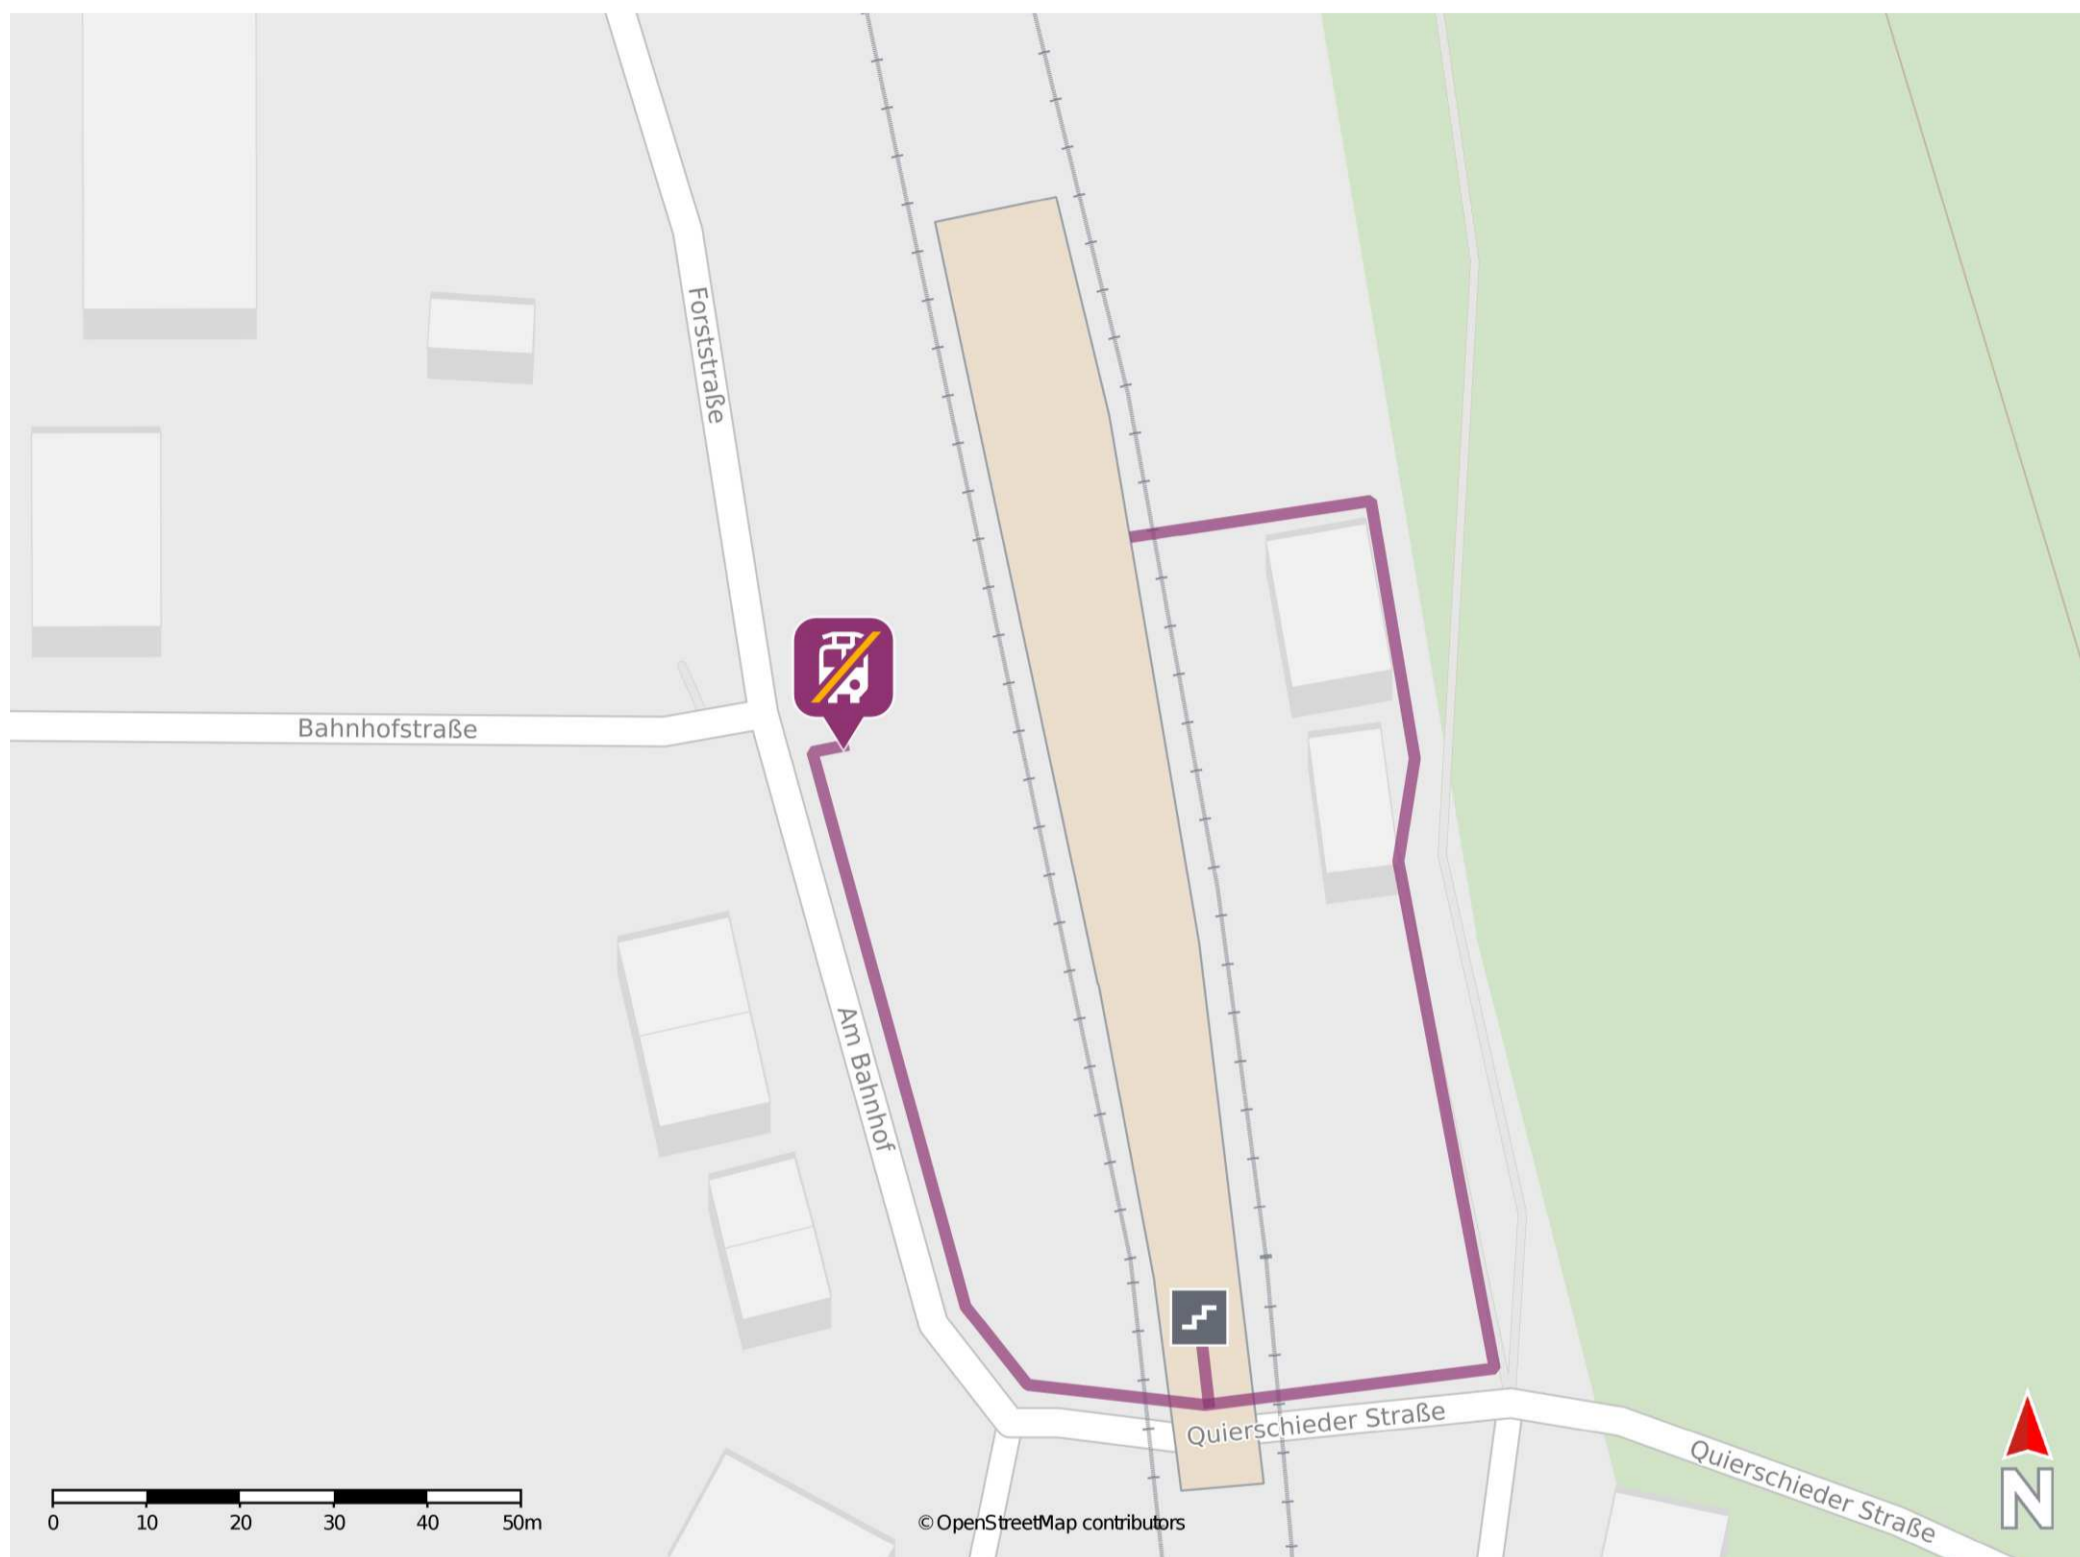 Forststraße
Bahnhofstraße
Am Bahnhof
Quierschieder Straße
Quierschieder Straße
N
0 10 20 30 40 50m
© OpenStreetMap contributors